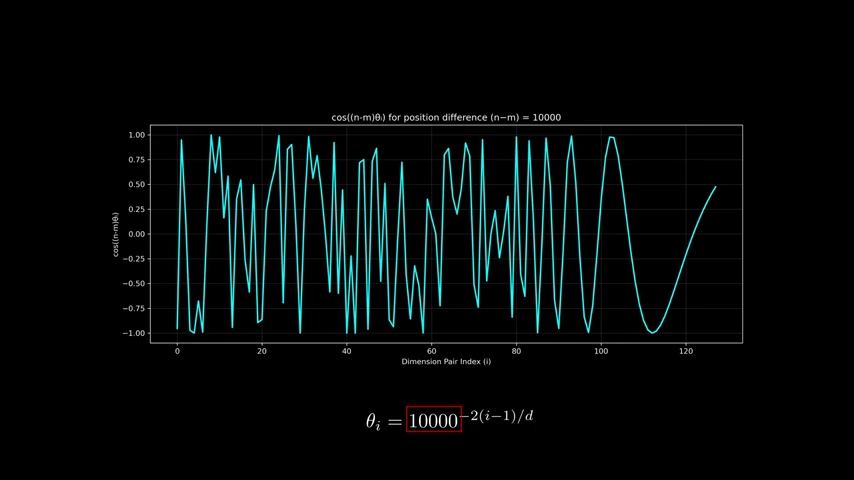 cos((n-m)θᵢ) for position difference (n−m) = 10000
1.00
0.75
0.50
0.25
0.00
−0.25
−0.50
−0.75
−1.00
cos((n-m)θᵢ)
0 20 40 60 80 100 120
Dimension Pair Index (i)
θᵢ = 10000^{−2(i−1)/d}